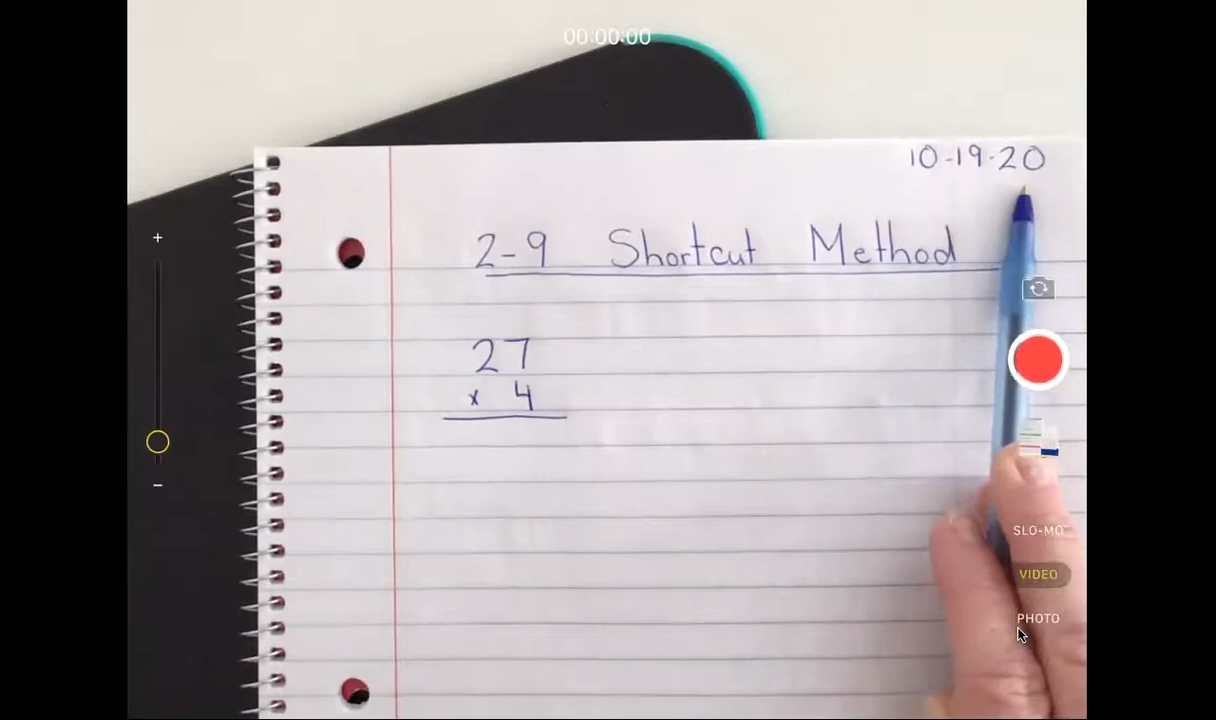 00:00:00
10-19-20
2-9 Shortcut Method
27
x 4
SLO-MO
VIDEO
PHOTO